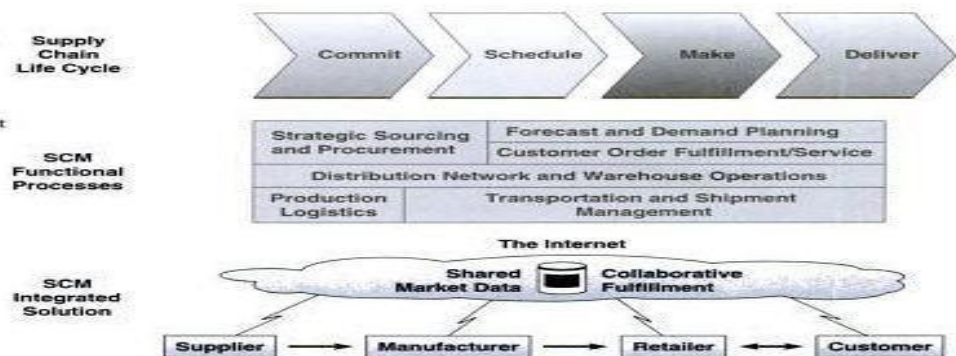 Supply
Chain
Life Cycle
Commit
Schedule
Make
Deliver
t
SCM
Functional
Processes
Strategic Sourcing
and Procurement
Forecast and Demand Planning
Customer Order Fulfillment/Service
Distribution Network and Warehouse Operations
Production
Logistics
Transportation and Shipment
Management
The Internet
SCM
Integrated
Solution
Shared
Market Data
Collaborative
Fulfillment
Supplier
Manufacturer
Retailer
Customer